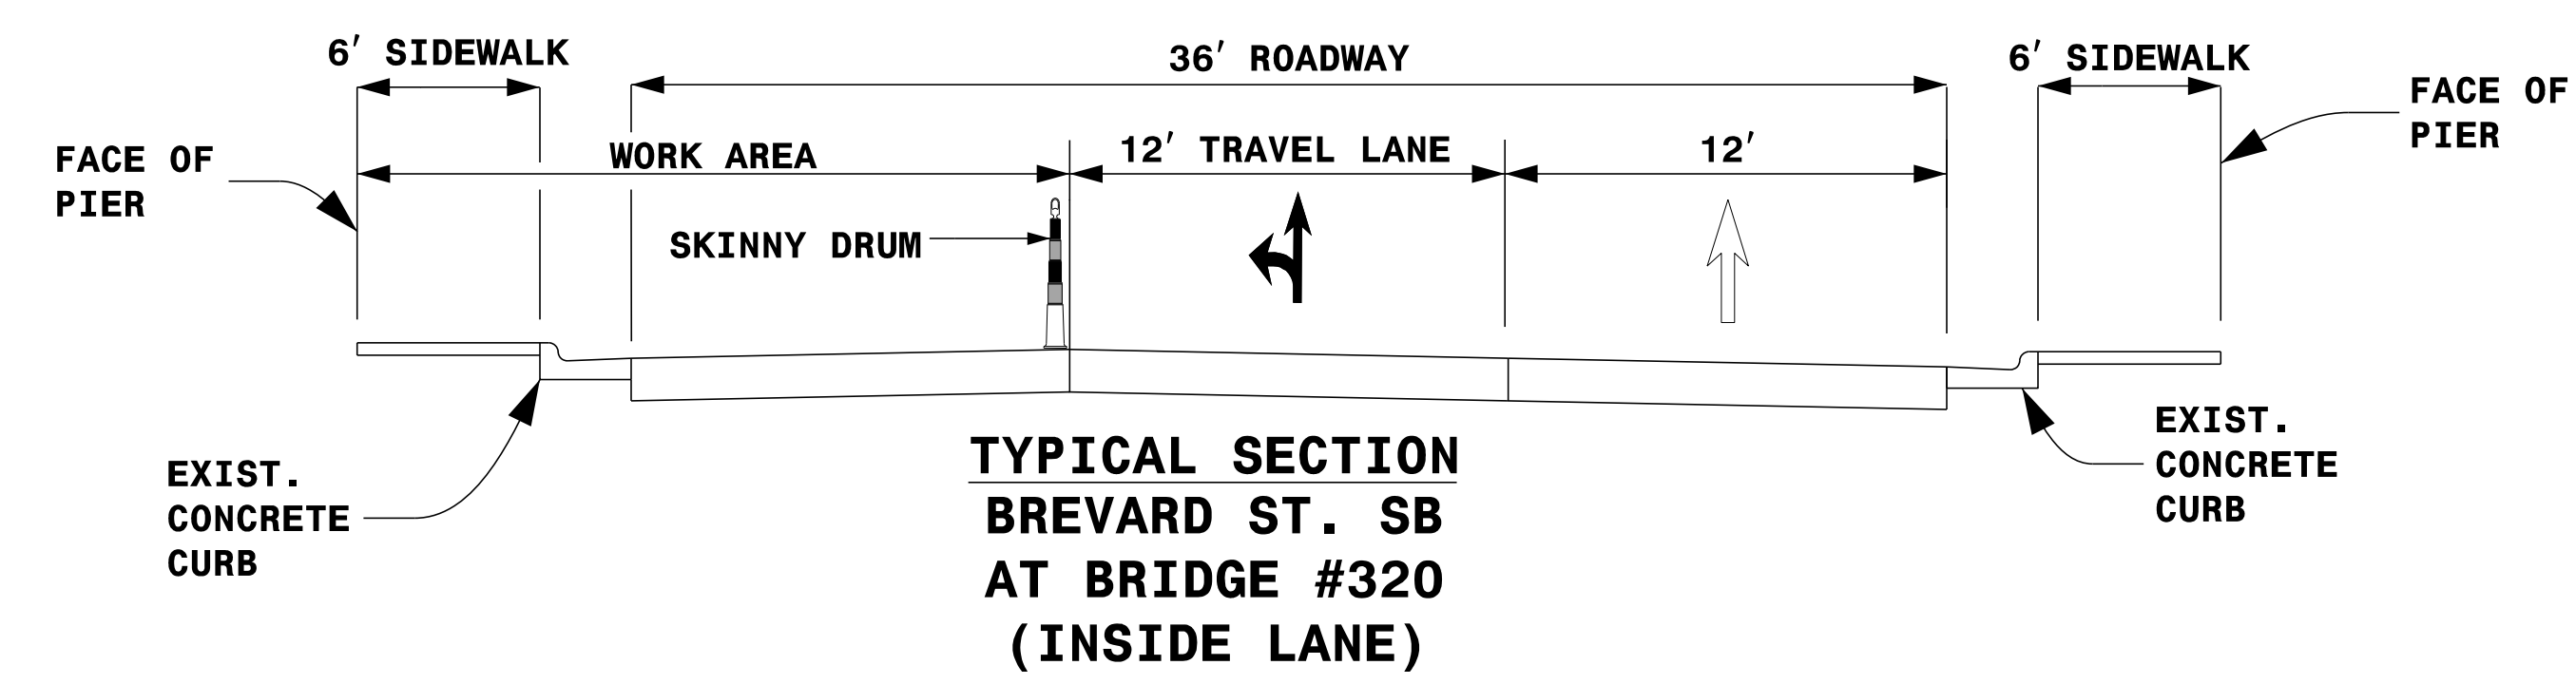 6' SIDEWALK
36' ROADWAY
6' SIDEWALK
FACE OF
PIER
WORK AREA
12' TRAVEL LANE
12'
FACE OF
PIER
SKINNY DRUM
EXIST.
CONCRETE
CURB
EXIST.
CONCRETE
CURB
TYPICAL SECTION
BREVARD ST. SB
AT BRIDGE #320
(INSIDE LANE)